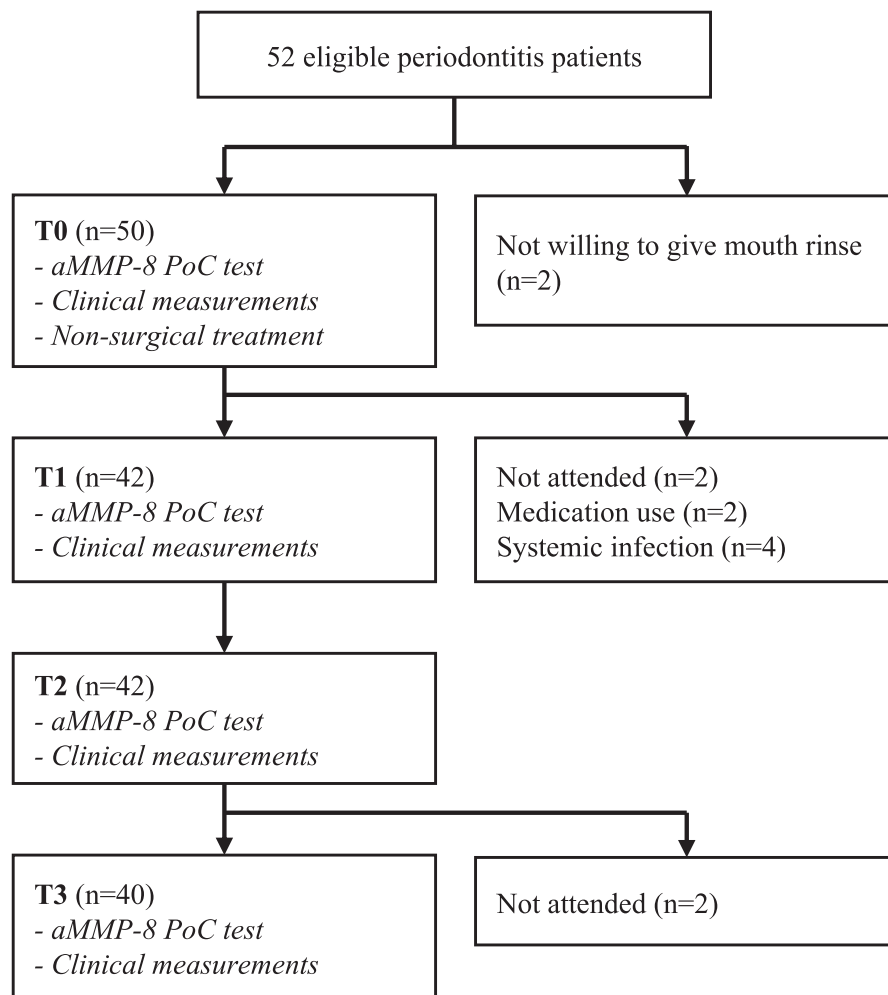 52 eligible periodontitis patients
T0 (n=50)
- aMMP-8 PoC test
- Clinical measurements
- Non-surgical treatment
Not willing to give mouth rinse
(n=2)
T1 (n=42)
- aMMP-8 PoC test
- Clinical measurements
Not attended (n=2)
Medication use (n=2)
Systemic infection (n=4)
T2 (n=42)
- aMMP-8 PoC test
- Clinical measurements
T3 (n=40)
- aMMP-8 PoC test
- Clinical measurements
Not attended (n=2)